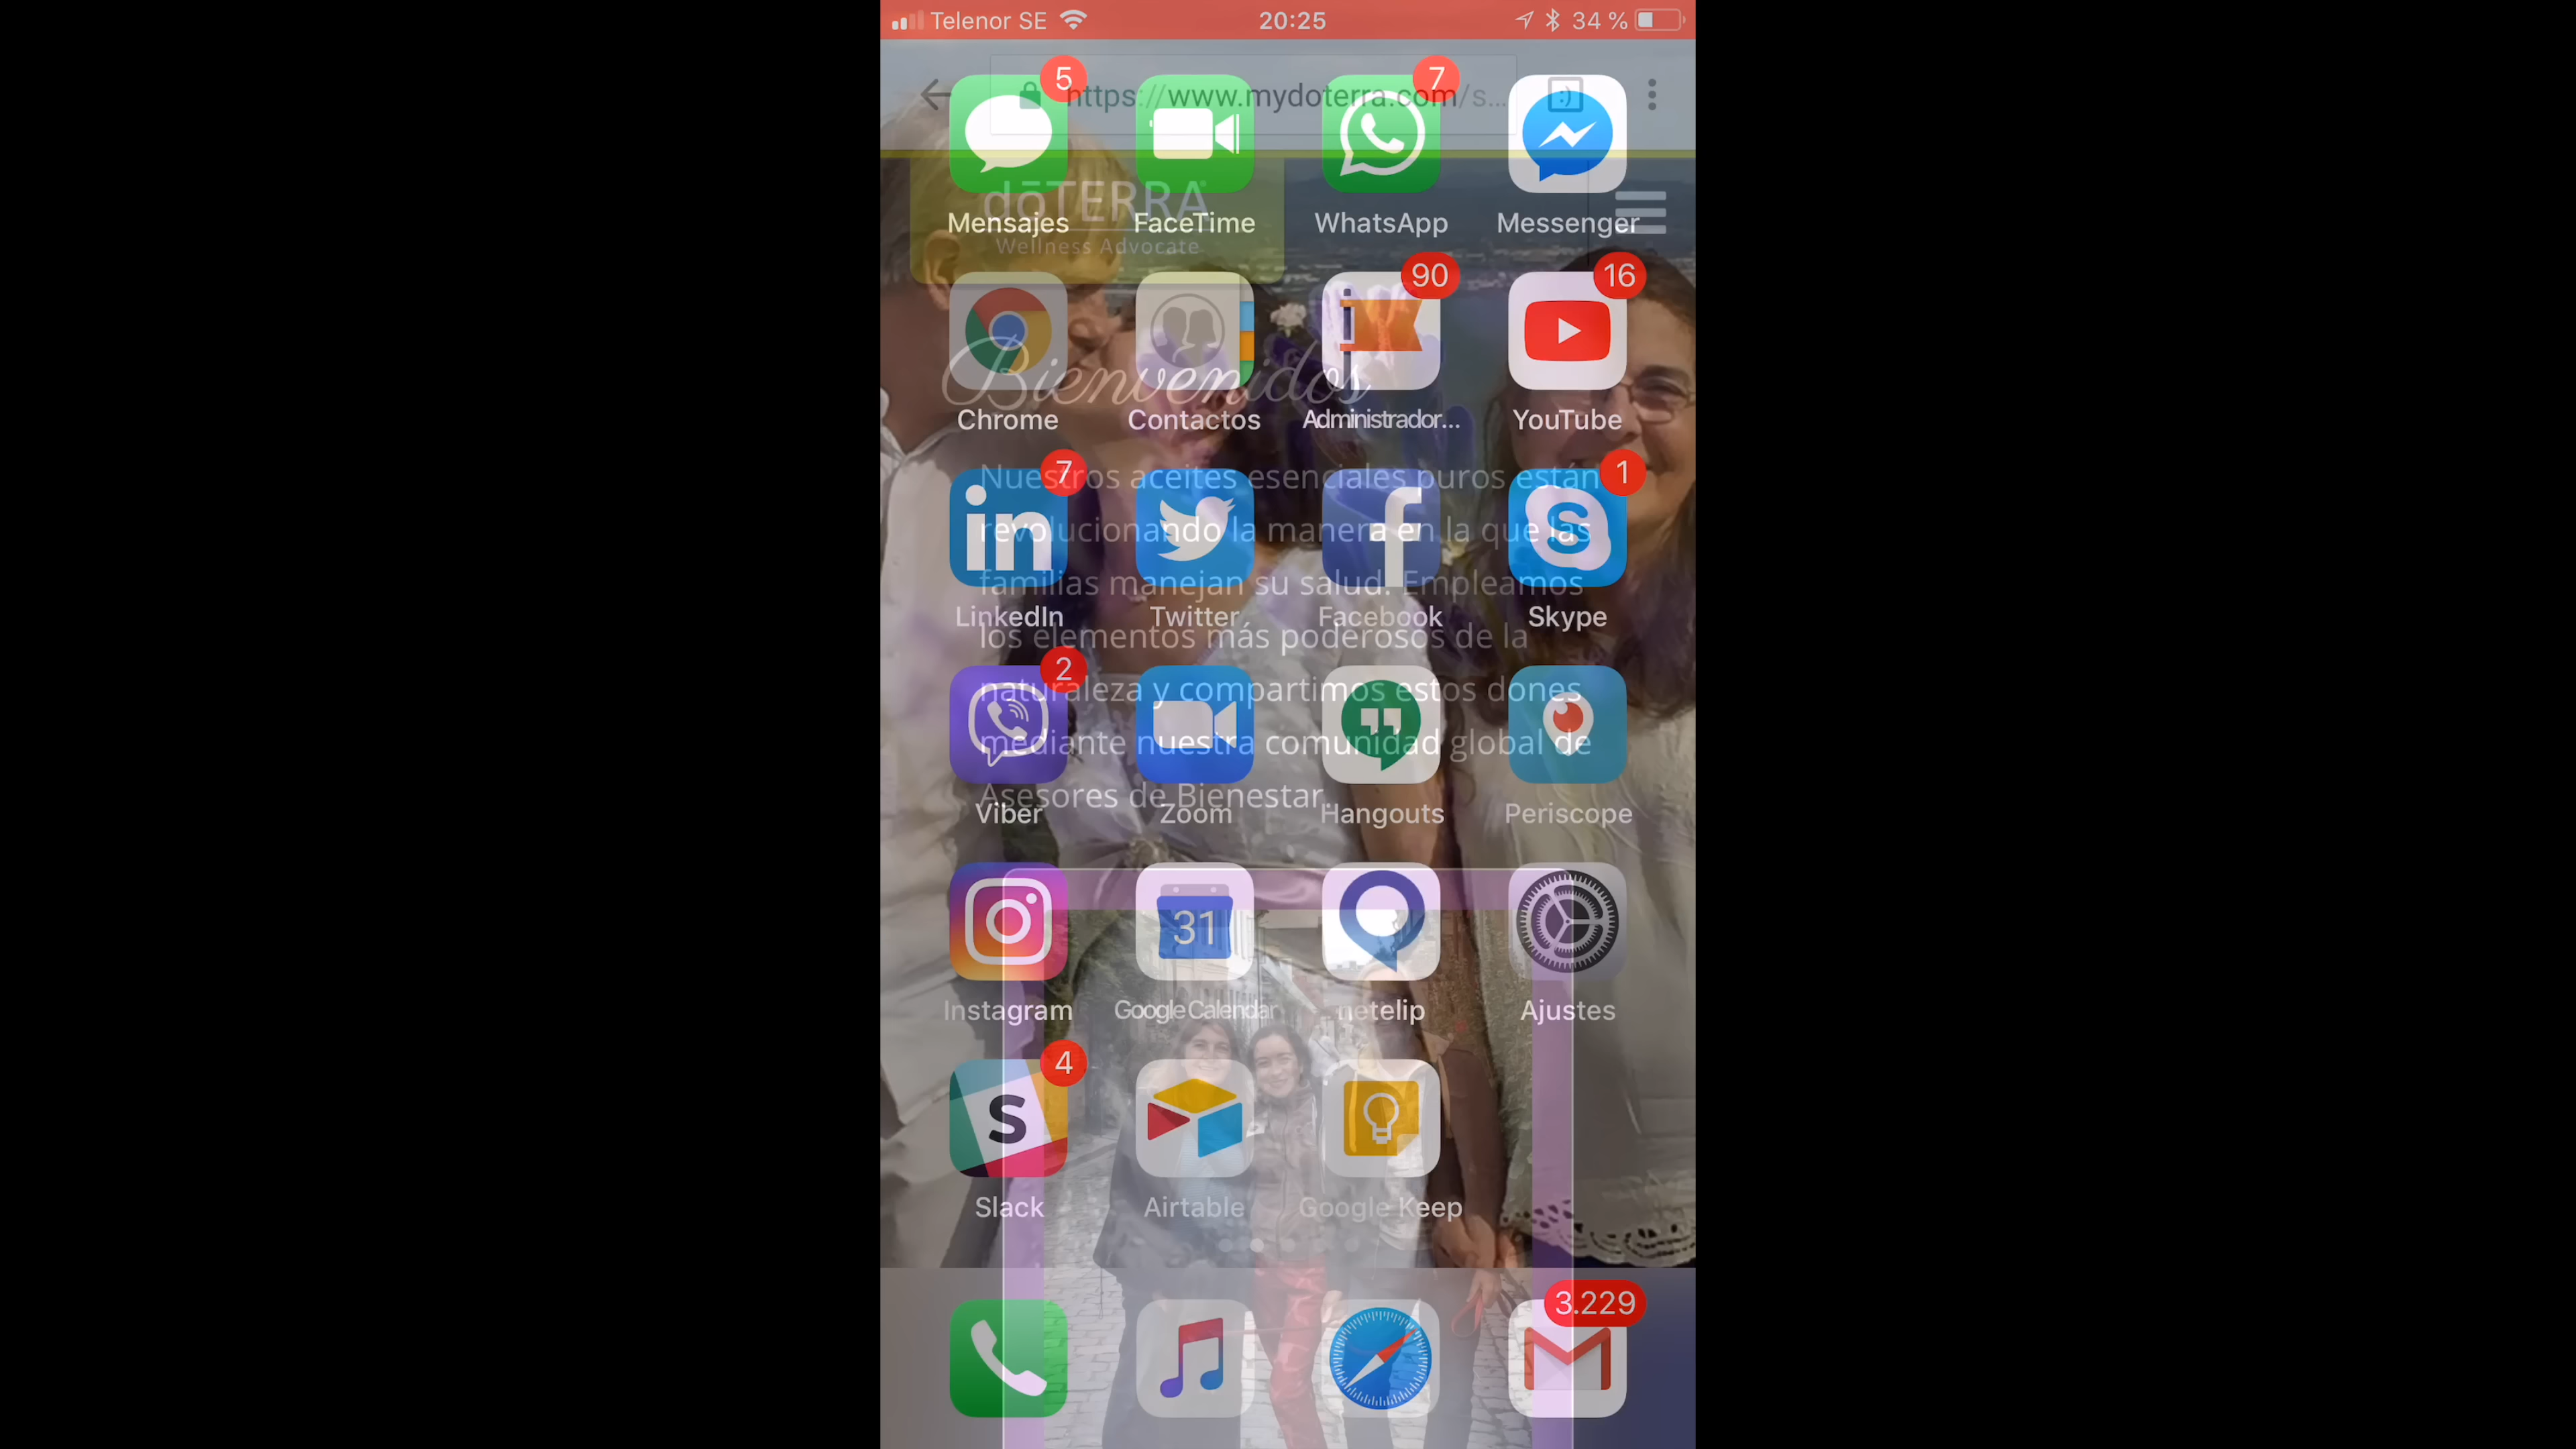 Telenor SE 20:25 34 %
https://www.mydoterra.com/s...
5 7
dōTERRA
Wellness Advocate
Mensajes FaceTime WhatsApp Messenger
90 16
Bienvenidos
Chrome Contactos Administrador... YouTube
7 1
Nuestros aceites esenciales puros están
revolucionando la manera en la que las
familias manejan su salud. Empleamos
LinkedIn Twitter Facebook Skype
los elementos más poderosos de la
2
naturaleza y compartimos estos dones
mediante nuestra comunidad global de
Asesores de Bienestar.
Viber Zoom Hangouts Periscope
31
Instagram Google Calendar netelip Ajustes
4
S
Slack Airtable Google Keep
3.229